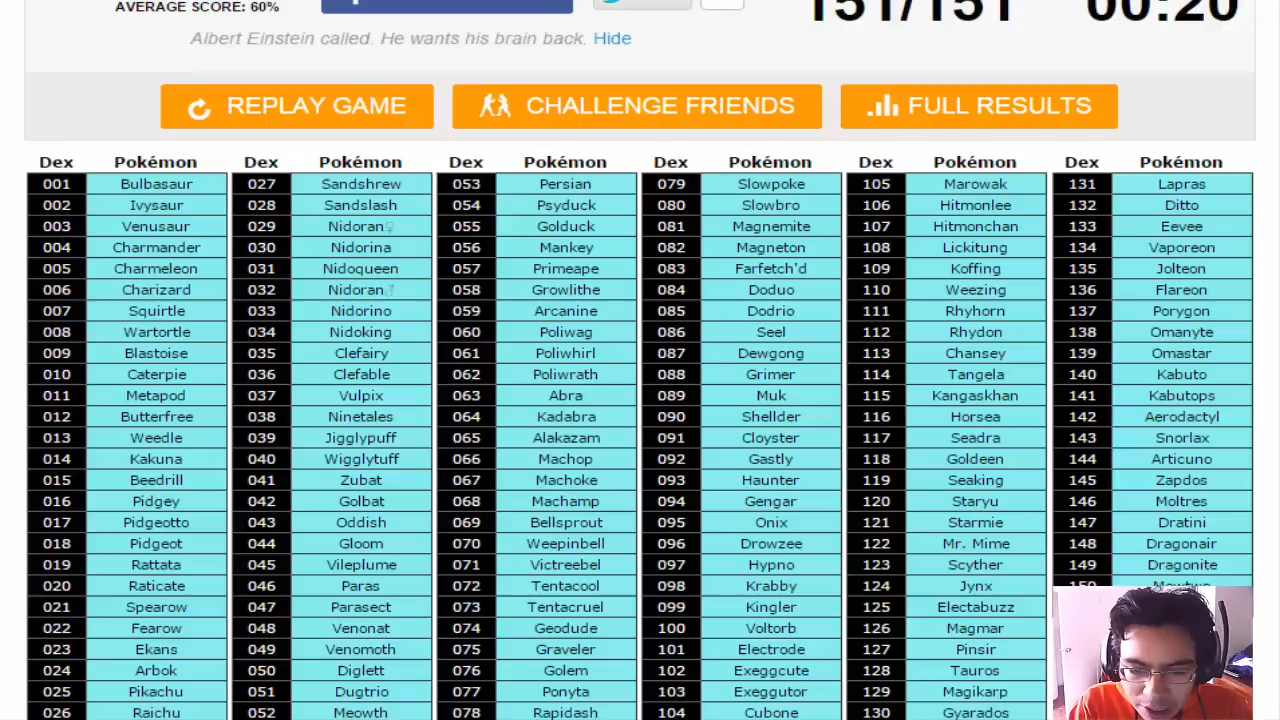 AVERAGE SCORE: 60%
151/151 00:20
Albert Einstein called. He wants his brain back. Hide
REPLAY GAME CHALLENGE FRIENDS FULL RESULTS
Dex Pokémon Dex Pokémon Dex Pokémon Dex Pokémon Dex Pokémon Dex Pokémon
001 Bulbasaur 027 Sandshrew 053 Persian 079 Slowpoke 105 Marowak 131 Lapras
002 Ivysaur 028 Sandslash 054 Psyduck 080 Slowbro 106 Hitmonlee 132 Ditto
003 Venusaur 029 Nidoran♀ 055 Golduck 081 Magnemite 107 Hitmonchan 133 Eevee
004 Charmander 030 Nidorina 056 Mankey 082 Magneton 108 Lickitung 134 Vaporeon
005 Charmeleon 031 Nidoqueen 057 Primeape 083 Farfetch'd 109 Koffing 135 Jolteon
006 Charizard 032 Nidoran♂ 058 Growlithe 084 Doduo 110 Weezing 136 Flareon
007 Squirtle 033 Nidorino 059 Arcanine 085 Dodrio 111 Rhyhorn 137 Porygon
008 Wartortle 034 Nidoking 060 Poliwag 086 Seel 112 Rhydon 138 Omanyte
009 Blastoise 035 Clefairy 061 Poliwhirl 087 Dewgong 113 Chansey 139 Omastar
010 Caterpie 036 Clefable 062 Poliwrath 088 Grimer 114 Tangela 140 Kabuto
011 Metapod 037 Vulpix 063 Abra 089 Muk 115 Kangaskhan 141 Kabutops
012 Butterfree 038 Ninetales 064 Kadabra 090 Shellder 116 Horsea 142 Aerodactyl
013 Weedle 039 Jigglypuff 065 Alakazam 091 Cloyster 117 Seadra 143 Snorlax
014 Kakuna 040 Wigglytuff 066 Machop 092 Gastly 118 Goldeen 144 Articuno
015 Beedrill 041 Zubat 067 Machoke 093 Haunter 119 Seaking 145 Zapdos
016 Pidgey 042 Golbat 068 Machamp 094 Gengar 120 Staryu 146 Moltres
017 Pidgeotto 043 Oddish 069 Bellsprout 095 Onix 121 Starmie 147 Dratini
018 Pidgeot 044 Gloom 070 Weepinbell 096 Drowzee 122 Mr. Mime 148 Dragonair
019 Rattata 045 Vileplume 071 Victreebel 097 Hypno 123 Scyther 149 Dragonite
020 Raticate 046 Paras 072 Tentacool 098 Krabby 124 Jynx 150 Mewtwo
021 Spearow 047 Parasect 073 Tentacruel 099 Kingler 125 Electabuzz
022 Fearow 048 Venonat 074 Geodude 100 Voltorb 126 Magmar
023 Ekans 049 Venomoth 075 Graveler 101 Electrode 127 Pinsir
024 Arbok 050 Diglett 076 Golem 102 Exeggcute 128 Tauros
025 Pikachu 051 Dugtrio 077 Ponyta 103 Exeggutor 129 Magikarp
026 Raichu 052 Meowth 078 Rapidash 104 Cubone 130 Gyarados